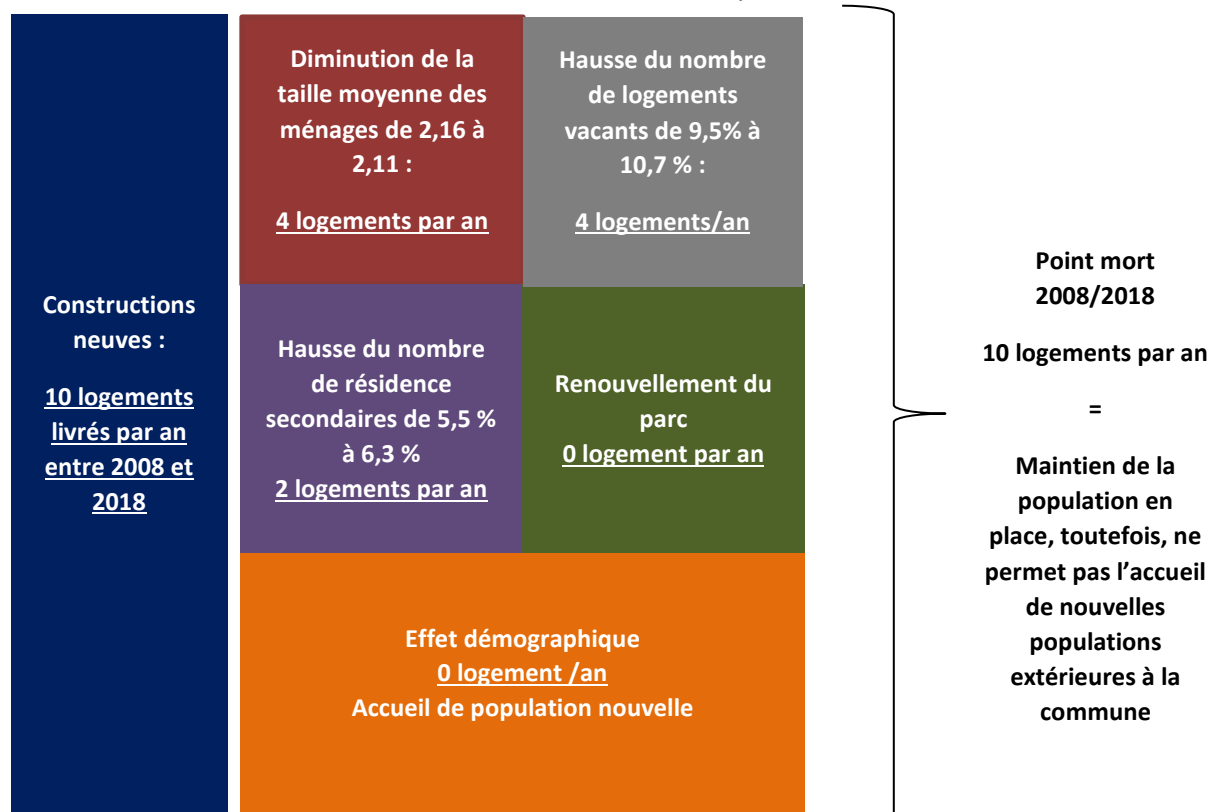 Constructions
neuves :
10 logements
livrés par an
entre 2008 et
2018
Diminution de la
taille moyenne des
ménages de 2,16 à
2,11 :
4 logements par an
Hausse du nombre
de logements
vacants de 9,5% à
10,7 % :
4 logements/an
Hausse du nombre
de résidence
secondaires de 5,5 %
à 6,3 %
2 logements par an
Renouvellement du
parc
0 logement par an
Effet démographique
0 logement /an
Accueil de population nouvelle
Point mort
2008/2018
10 logements par an
=
Maintien de la
population en
place, toutefois, ne
permet pas l’accueil
de nouvelles
populations
extérieures à la
commune